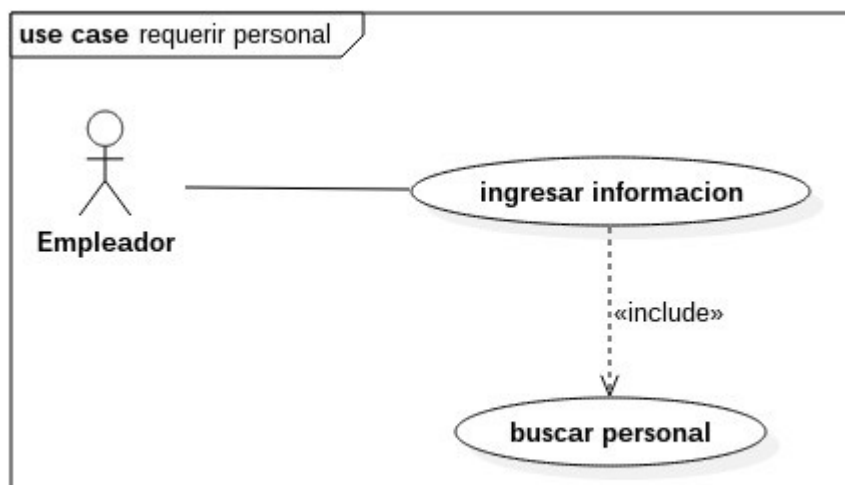 use case requerir personal
ingresar informacion
Empleador
«include»
buscar personal